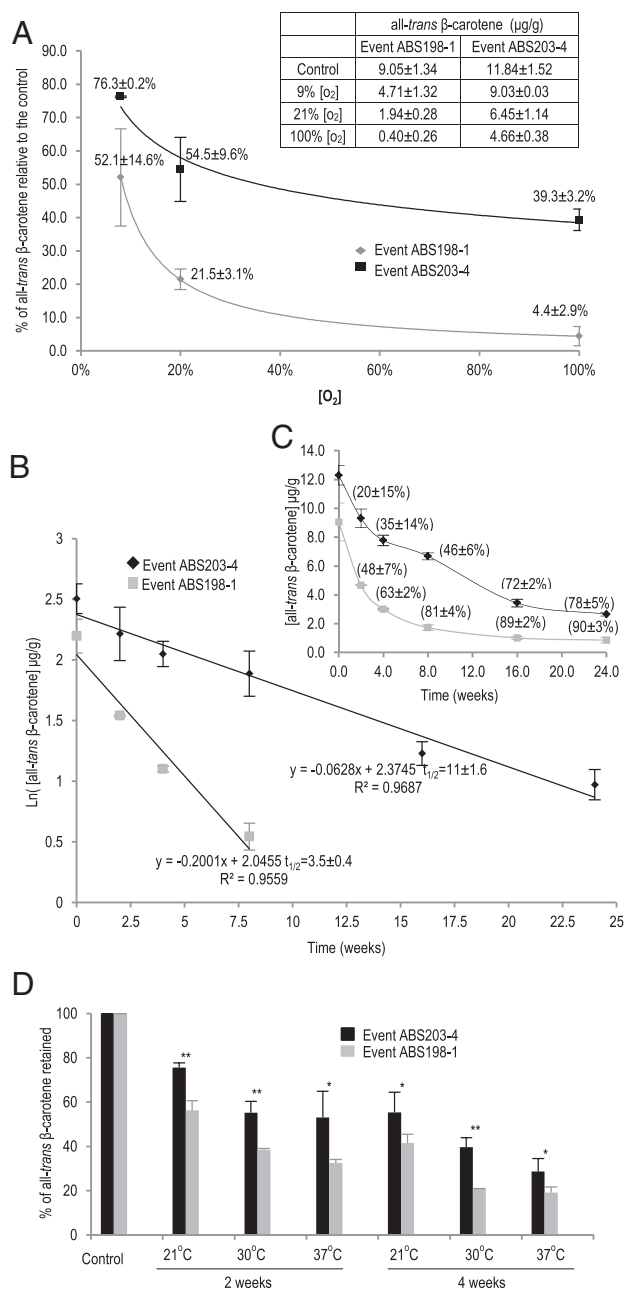 A
all-trans β-carotene (μg/g)
Event ABS198-1 Event ABS203-4
Control 9.05±1.34 11.84±1.52
9% [o₂] 4.71±1.32 9.03±0.03
21% [o₂] 1.94±0.28 6.45±1.14
100% [o₂] 0.40±0.26 4.66±0.38
% of all-trans β-carotene relative to the control
90.0
80.0
70.0
60.0
50.0
40.0
30.0
20.0
10.0
0.0
76.3±0.2%
52.1±14.6%
54.5±9.6%
39.3±3.2%
21.5±3.1%
4.4±2.9%
Event ABS198-1
Event ABS203-4
0% 20% 40% 60% 80% 100%
[O₂]
B
Ln( [all-tans β-carotene] μg/g
3
2.5
2
1.5
1
0.5
0
Event ABS203-4
Event ABS198-1
y = -0.0628x + 2.3745 t1/2=11±1.6
R² = 0.9687
y = -0.2001x + 2.0455 t1/2=3.5±0.4
R² = 0.9559
0 2.5 5 7.5 10 12.5 15 17.5 20 22.5 25
Time (weeks)
C
[all-trans β-carotene] μg/g
14.0
12.0
10.0
8.0
6.0
4.0
2.0
0.0
(20±15%)
(35±14%)
(46±6%)
(72±2%)
(78±5%)
(48±7%)
(63±2%)
(81±4%)
(89±2%)
(90±3%)
0.0 4.0 8.0 12.0 16.0 20.0 24.0
Time (weeks)
D
% of all-trans β-carotene retained
100
80
60
40
20
0
Event ABS203-4
Event ABS198-1
** ** * * ** *
Control 21°C 30°C 37°C 21°C 30°C 37°C
2 weeks 4 weeks